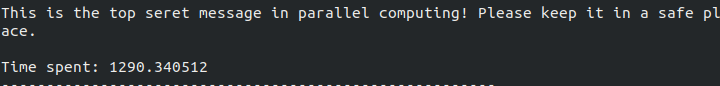 This is the top seret message in parallel computing! Please keep it in a safe pl
ace.
Time spent: 1290.340512
-------------------------------------------------------